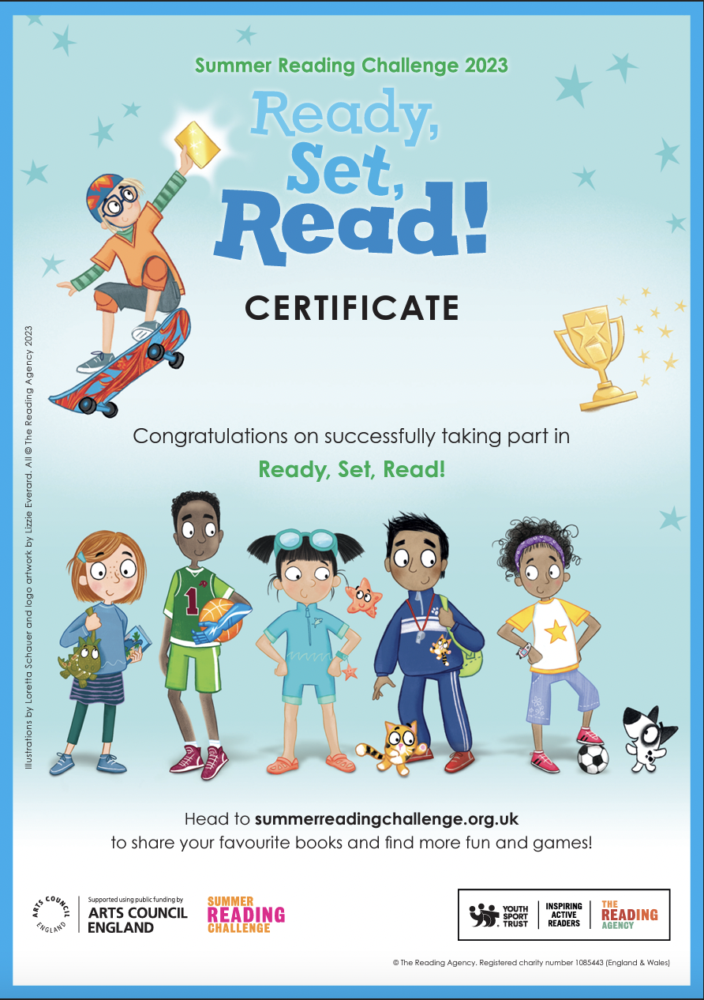 Summer Reading Challenge 2023
Ready,
Set,
Read!
CERTIFICATE
Congratulations on successfully taking part in
Ready, Set, Read!
1
Illustrations by Loretta Schauer and logo artwork by Lizzie Everard. All © The Reading Agency 2023
Head to summerreadingchallenge.org.uk
to share your favourite books and find more fun and games!
ARTS COUNCIL
ENGLAND
Supported using public funding by
ARTS COUNCIL
ENGLAND
SUMMER
READING
CHALLENGE
YOUTH
SPORT
TRUST
INSPIRING
ACTIVE
READERS
THE
READING
AGENCY
© The Reading Agency. Registered charity number 1085443 (England & Wales)